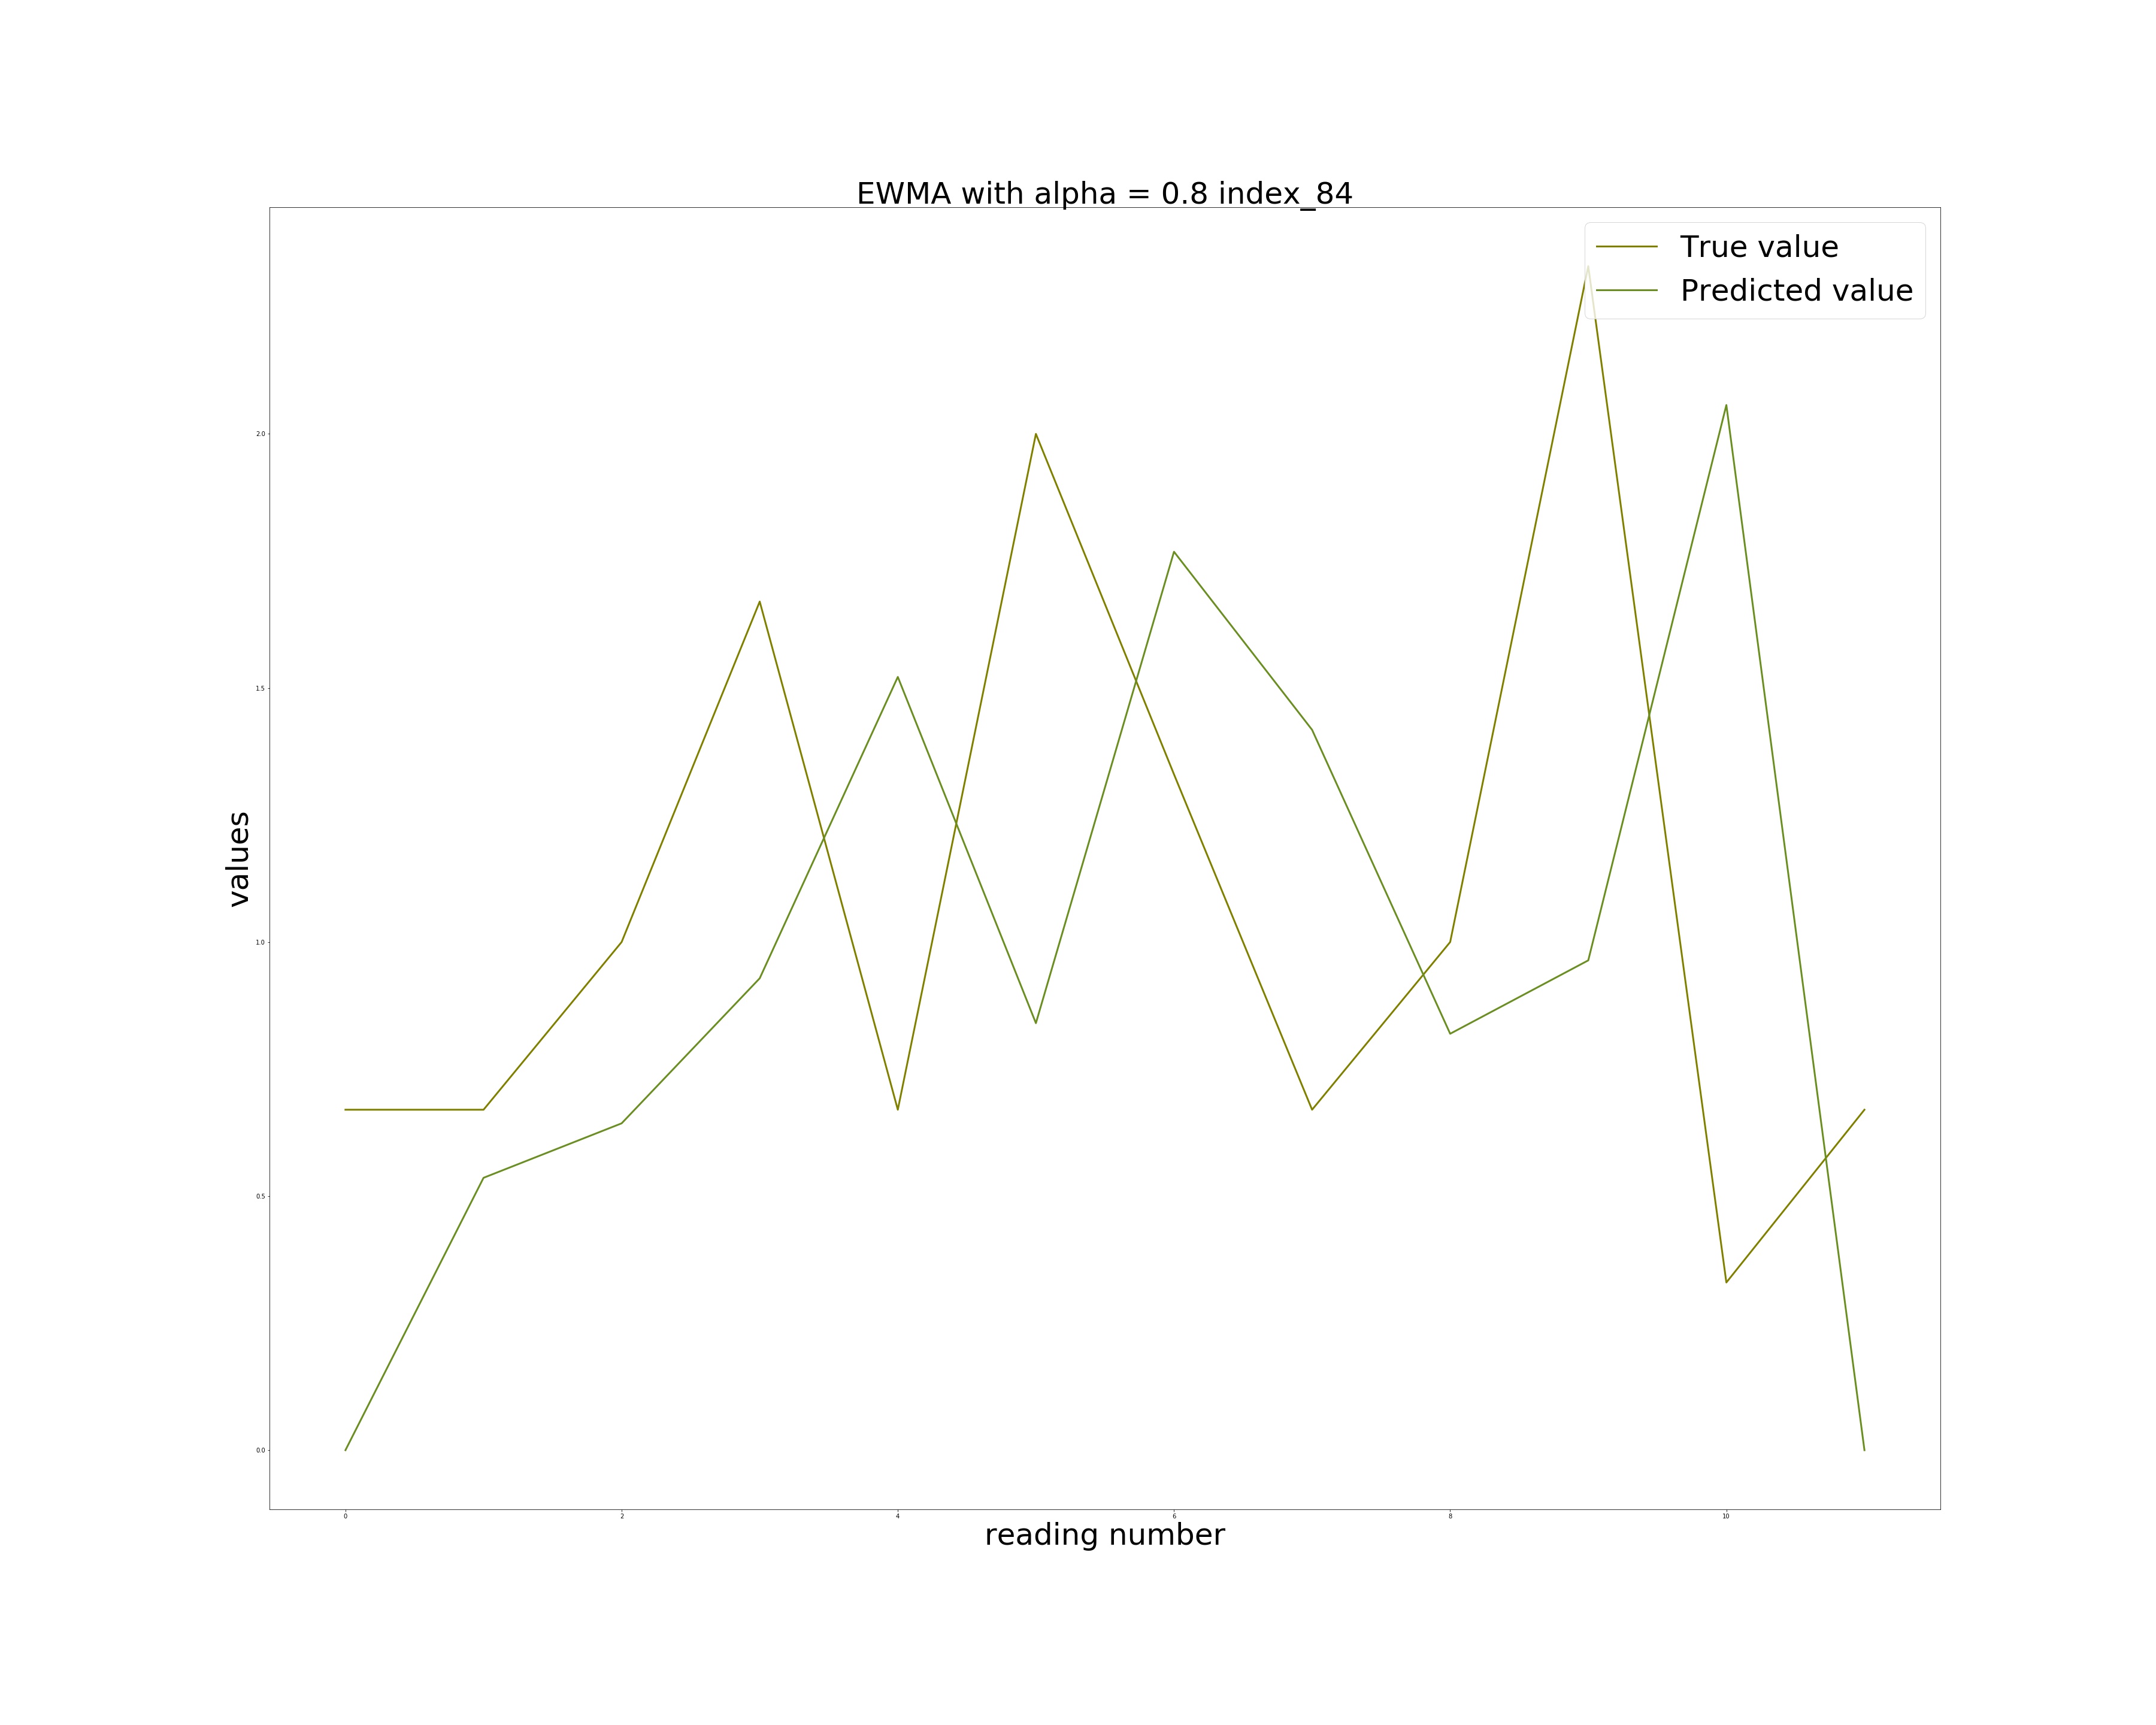 EWMA with alpha = 0.8 index_84
True value
Predicted value
values
2.0
1.5
1.0
0.5
0.0
0 2 4 6 8 10
reading number